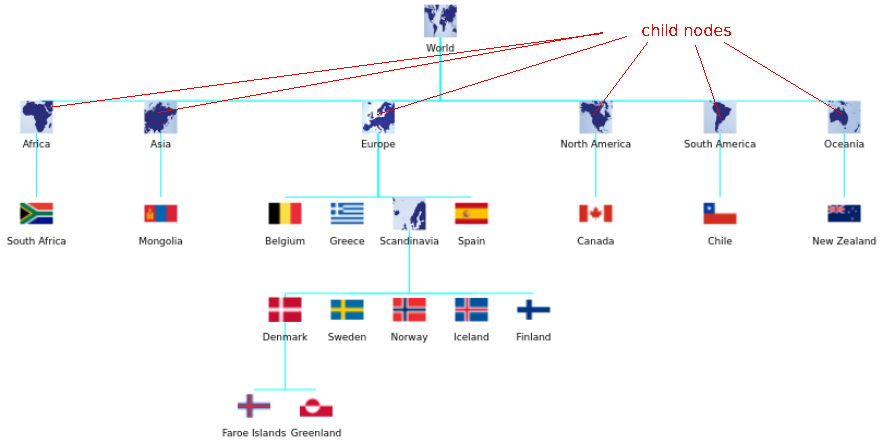 child nodes
World
Africa
Asia
Europe
North America
South America
Oceania
South Africa
Mongolia
Belgium
Greece
Scandinavia
Spain
Canada
Chile
New Zealand
Denmark
Sweden
Norway
Iceland
Finland
Faroe Islands
Greenland